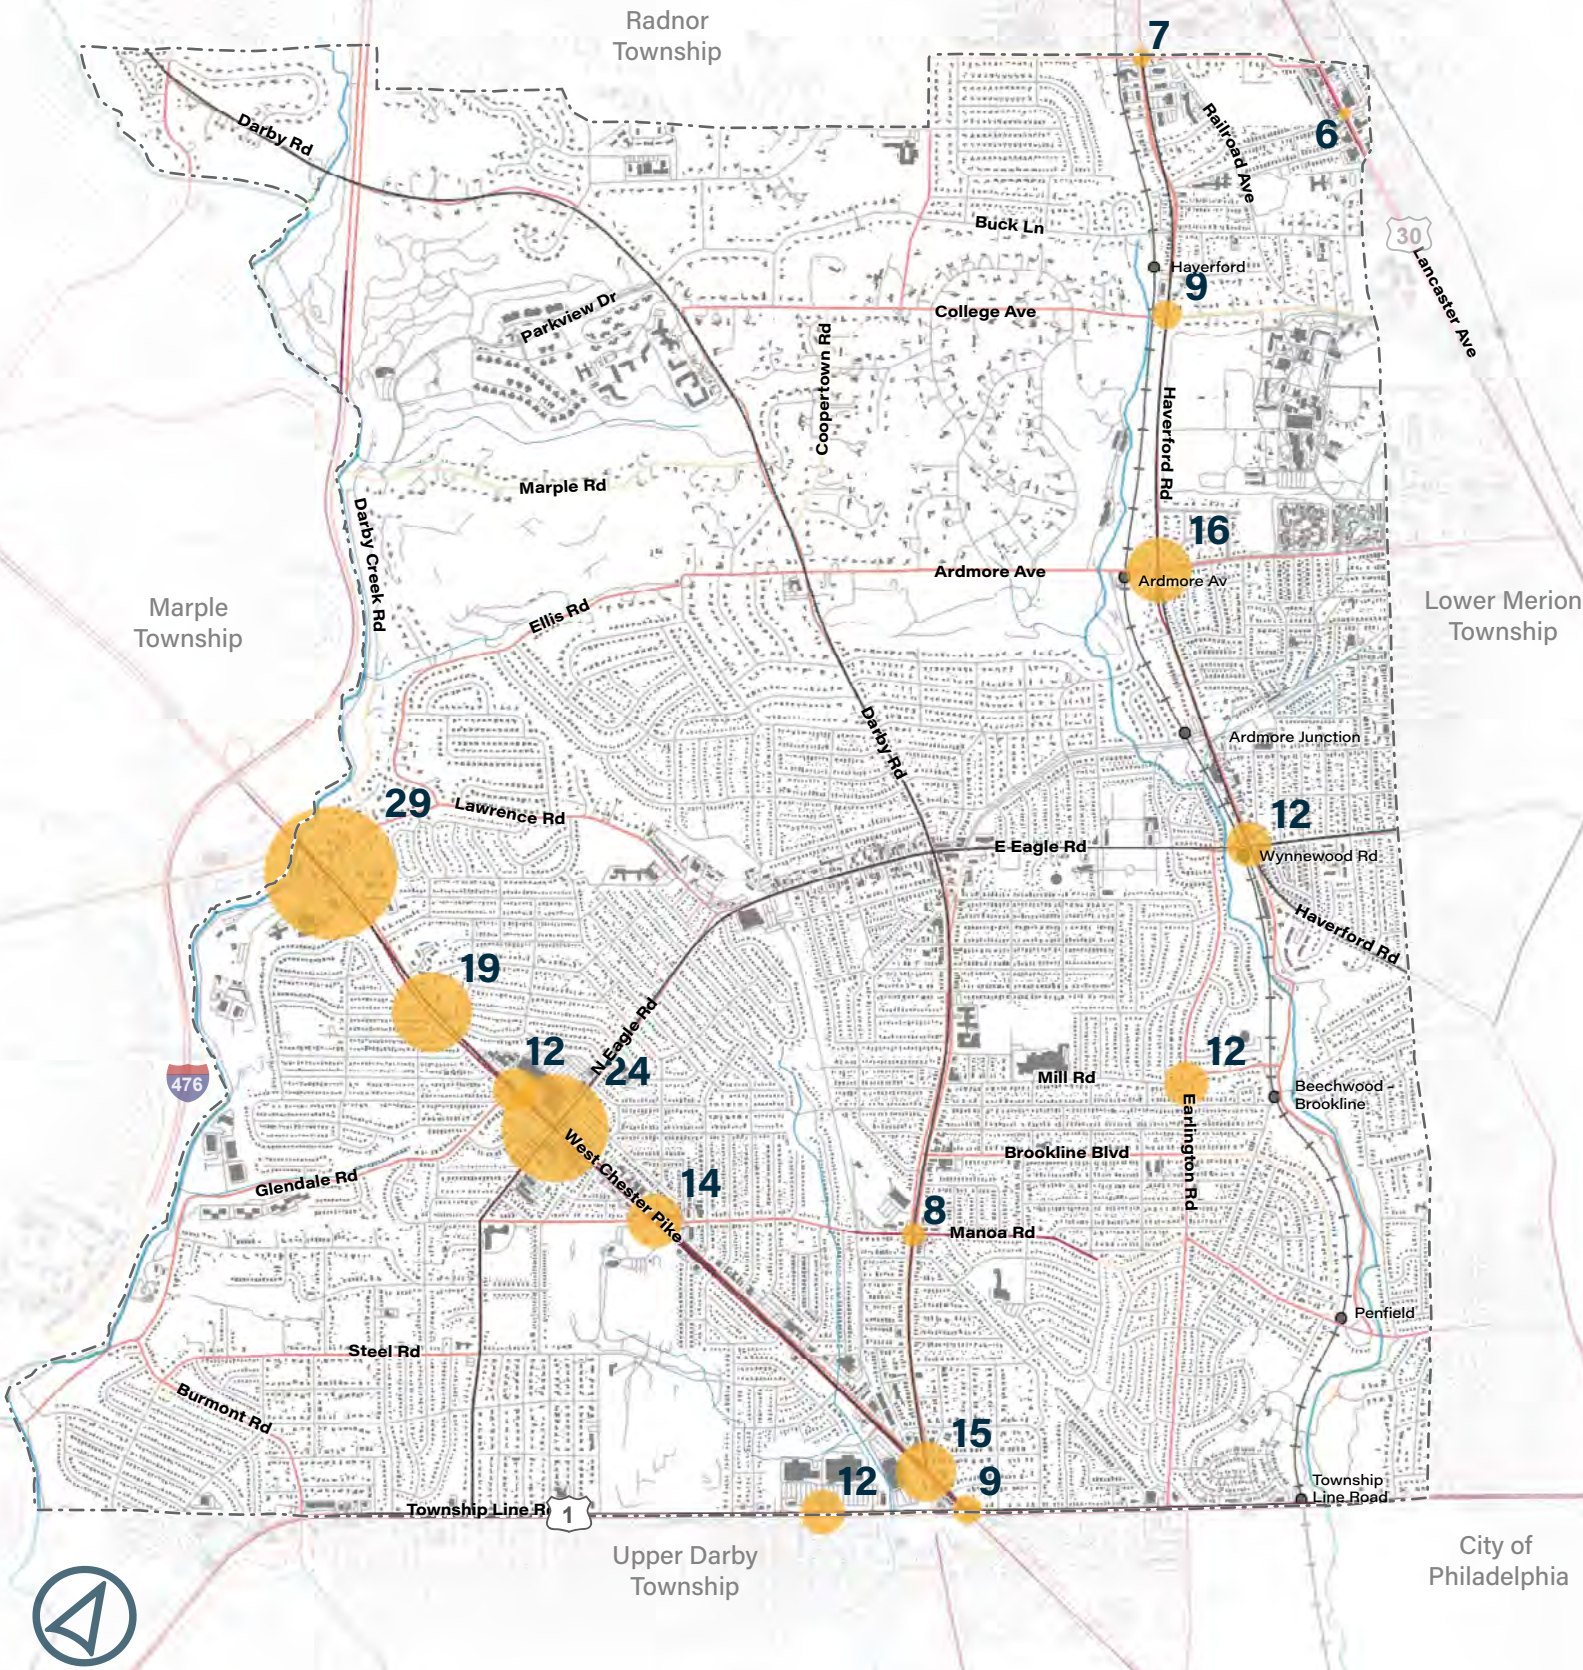 Radnor
Township
7
6
Darby Rd
Railroad Ave
Buck Ln
30
Lancaster Ave
Haverford
9
Parkview Dr
College Ave
Coopertown Rd
Haverford Rd
Marple Rd
Darby Creek Rd
16
Ardmore Ave
Ardmore Av
Marple
Township
Ellis Rd
Lower Merion
Township
Darby Rd
Ardmore Junction
29
Lawrence Rd
12
E Eagle Rd
Wynnewood Rd
Haverford Rd
19
N Eagle Rd
12
24
12
476
Mill Rd
Beechwood -
Brookline
Earlington Rd
West Chester Pike
Brookline Blvd
Glendale Rd
14
8
Manoa Rd
Penfield
Steel Rd
Burmont Rd
15
12
9
Township
Line Road
Township Line R
1
Upper Darby
Township
City of
Philadelphia